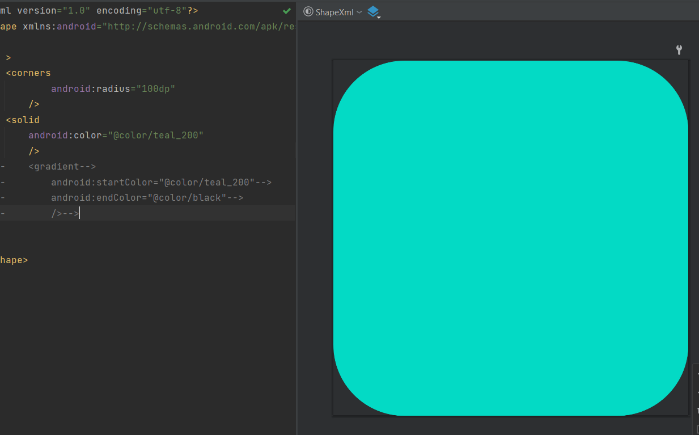 ml version="1.0" encoding="utf-8"?>
ape xmlns:android="http://schemas.android.com/apk/re
>
<corners
android:radius="100dp"
/>
<solid
android:color="@color/teal_200"
/>
- <gradient-->
- android:startColor="@color/teal_200"-->
- android:endColor="@color/black"-->
- />-->
hape>
ShapeXml